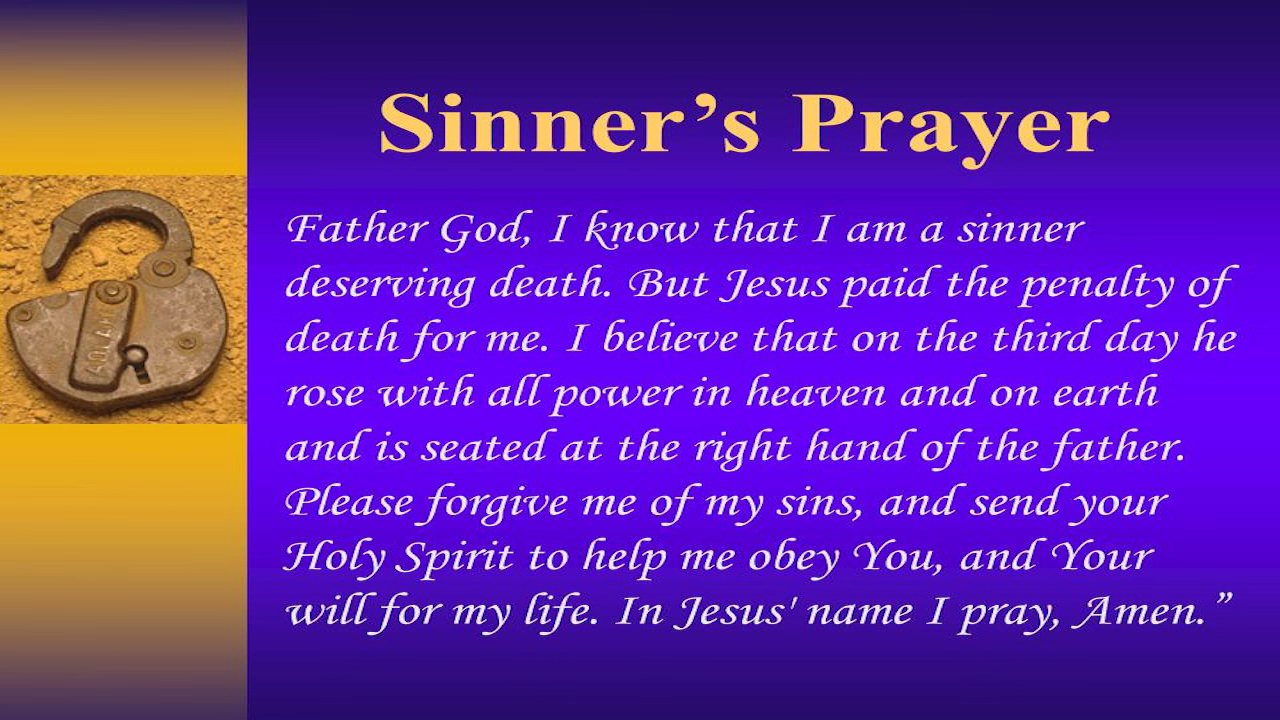 Sinner’s Prayer
Father God, I know that I am a sinner
deserving death. But Jesus paid the penalty of
death for me. I believe that on the third day he
rose with all power in heaven and on earth
and is seated at the right hand of the father.
Please forgive me of my sins, and send your
Holy Spirit to help me obey You, and Your
will for my life. In Jesus' name I pray, Amen.”